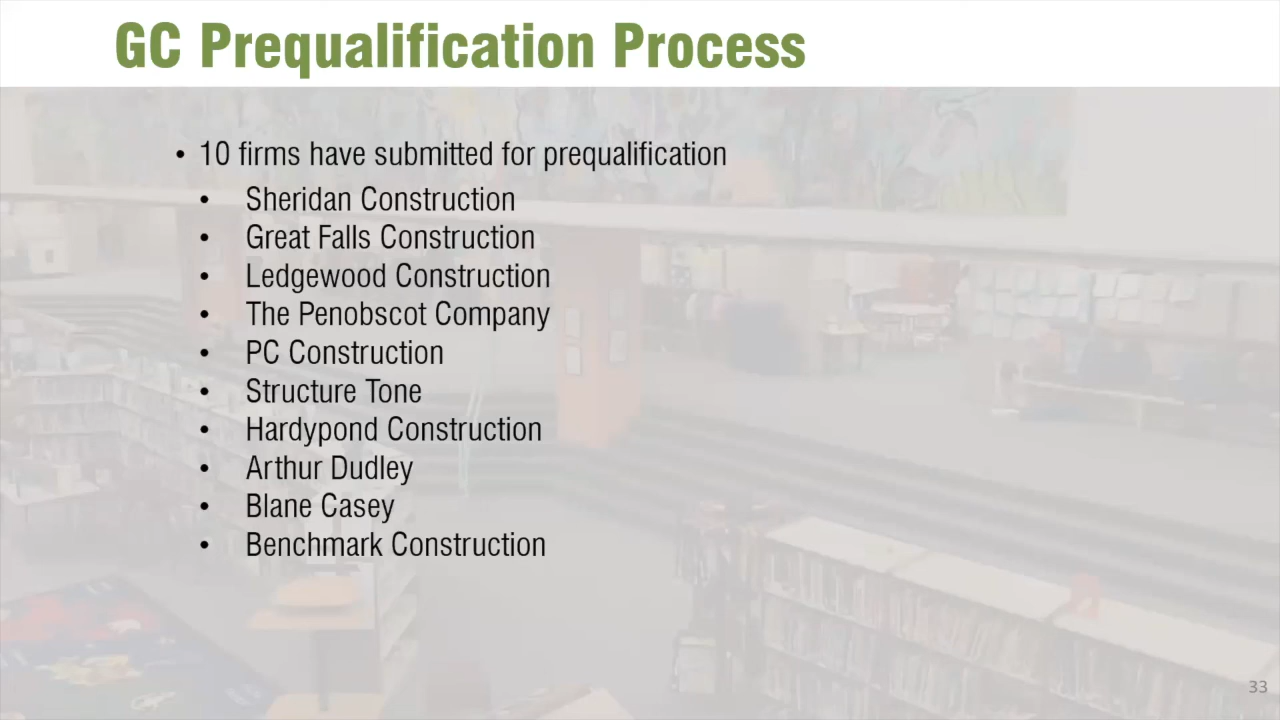 GC Prequalification Process
• 10 firms have submitted for prequalification
• Sheridan Construction
• Great Falls Construction
• Ledgewood Construction
• The Penobscot Company
• PC Construction
• Structure Tone
• Hardypond Construction
• Arthur Dudley
• Blane Casey
• Benchmark Construction
33